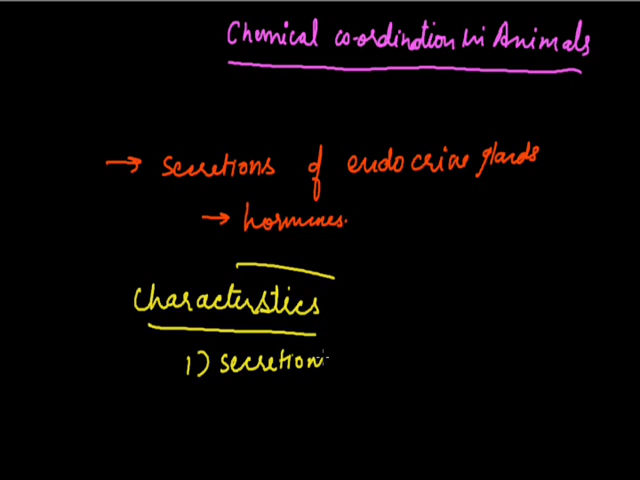 Chemical co-ordination in Animals
→ Secretions of endocrine glands
→ hormones.
Characteristics
1) secretion